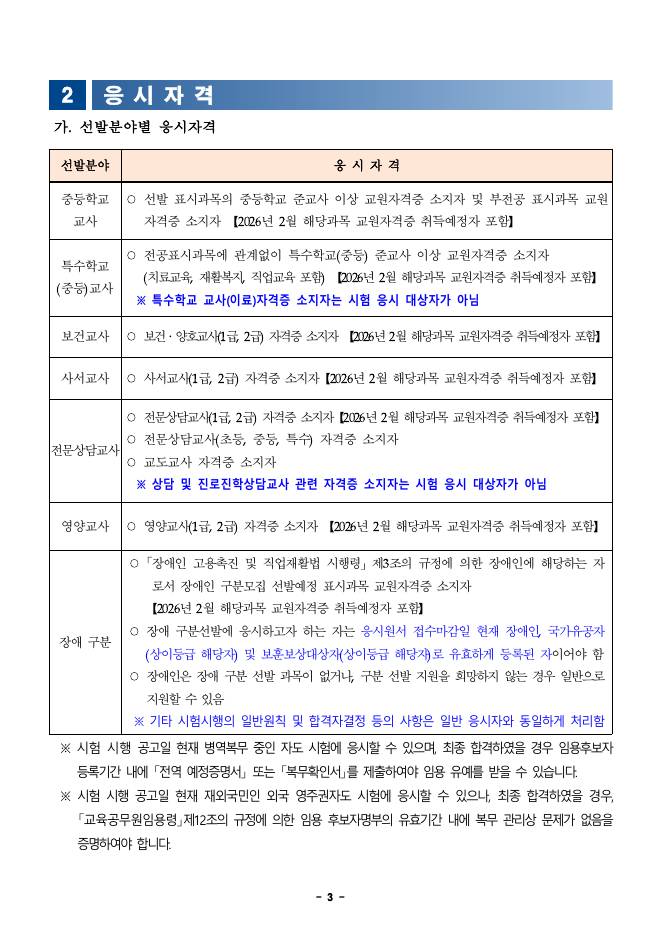 2 응 시 자 격
가. 선발분야별 응시자격
선발분야 응 시 자 격
중등학교
교사
○ 선발 표시과목의 중등학교 준교사 이상 교원자격증 소지자 및 부전공 표시과목 교원
자격증 소지자 【2026년 2월 해당과목 교원자격증 취득예정자 포함】
특수학교
(중등)교사
○ 전공표시과목에 관계없이 특수학교(중등) 준교사 이상 교원자격증 소지자
(치료교육, 재활복지, 직업교육 포함) 【2026년 2월 해당과목 교원자격증 취득예정자 포함】
※ 특수학교 교사(이료)자격증 소지자는 시험 응시 대상자가 아님
보건교사 ○ 보건 · 양호교사(1급, 2급) 자격증 소지자 【2026년 2월 해당과목 교원자격증 취득예정자 포함】
사서교사 ○ 사서교사(1급, 2급) 자격증 소지자【2026년 2월 해당과목 교원자격증 취득예정자 포함】
전문상담교사
○ 전문상담교사(1급, 2급) 자격증 소지자【2026년 2월 해당과목 교원자격증 취득예정자 포함】
○ 전문상담교사(초등, 중등, 특수) 자격증 소지자
○ 교도교사 자격증 소지자
※ 상담 및 진로진학상담교사 관련 자격증 소지자는 시험 응시 대상자가 아님
영양교사 ○ 영양교사(1급, 2급) 자격증 소지자 【2026년 2월 해당과목 교원자격증 취득예정자 포함】
장애 구분
○「장애인 고용촉진 및 직업재활법 시행령」제3조의 규정에 의한 장애인에 해당하는 자
로서 장애인 구분모집 선발예정 표시과목 교원자격증 소지자
【2026년 2월 해당과목 교원자격증 취득예정자 포함】
○ 장애 구분선발에 응시하고자 하는 자는 응시원서 접수마감일 현재 장애인, 국가유공자
(상이등급 해당자) 및 보훈보상대상자(상이등급 해당자)로 유효하게 등록된 자이어야 함
○ 장애인은 장애 구분 선발 과목이 없거나, 구분 선발 지원을 희망하지 않는 경우 일반으로
지원할 수 있음
※ 기타 시험시행의 일반원칙 및 합격자결정 등의 사항은 일반 응시자와 동일하게 처리함
※ 시험 시행 공고일 현재 병역복무 중인 자도 시험에 응시할 수 있으며, 최종 합격하였을 경우 임용후보자
등록기간 내에「전역 예정증명서」또는「복무확인서」를 제출하여야 임용 유예를 받을 수 있습니다.
※ 시험 시행 공고일 현재 재외국민인 외국 영주권자도 시험에 응시할 수 있으나, 최종 합격하였을 경우,
「교육공무원임용령」제12조의 규정에 의한 임용 후보자명부의 유효기간 내에 복무 관리상 문제가 없음을
증명하여야 합니다.
- 3 -